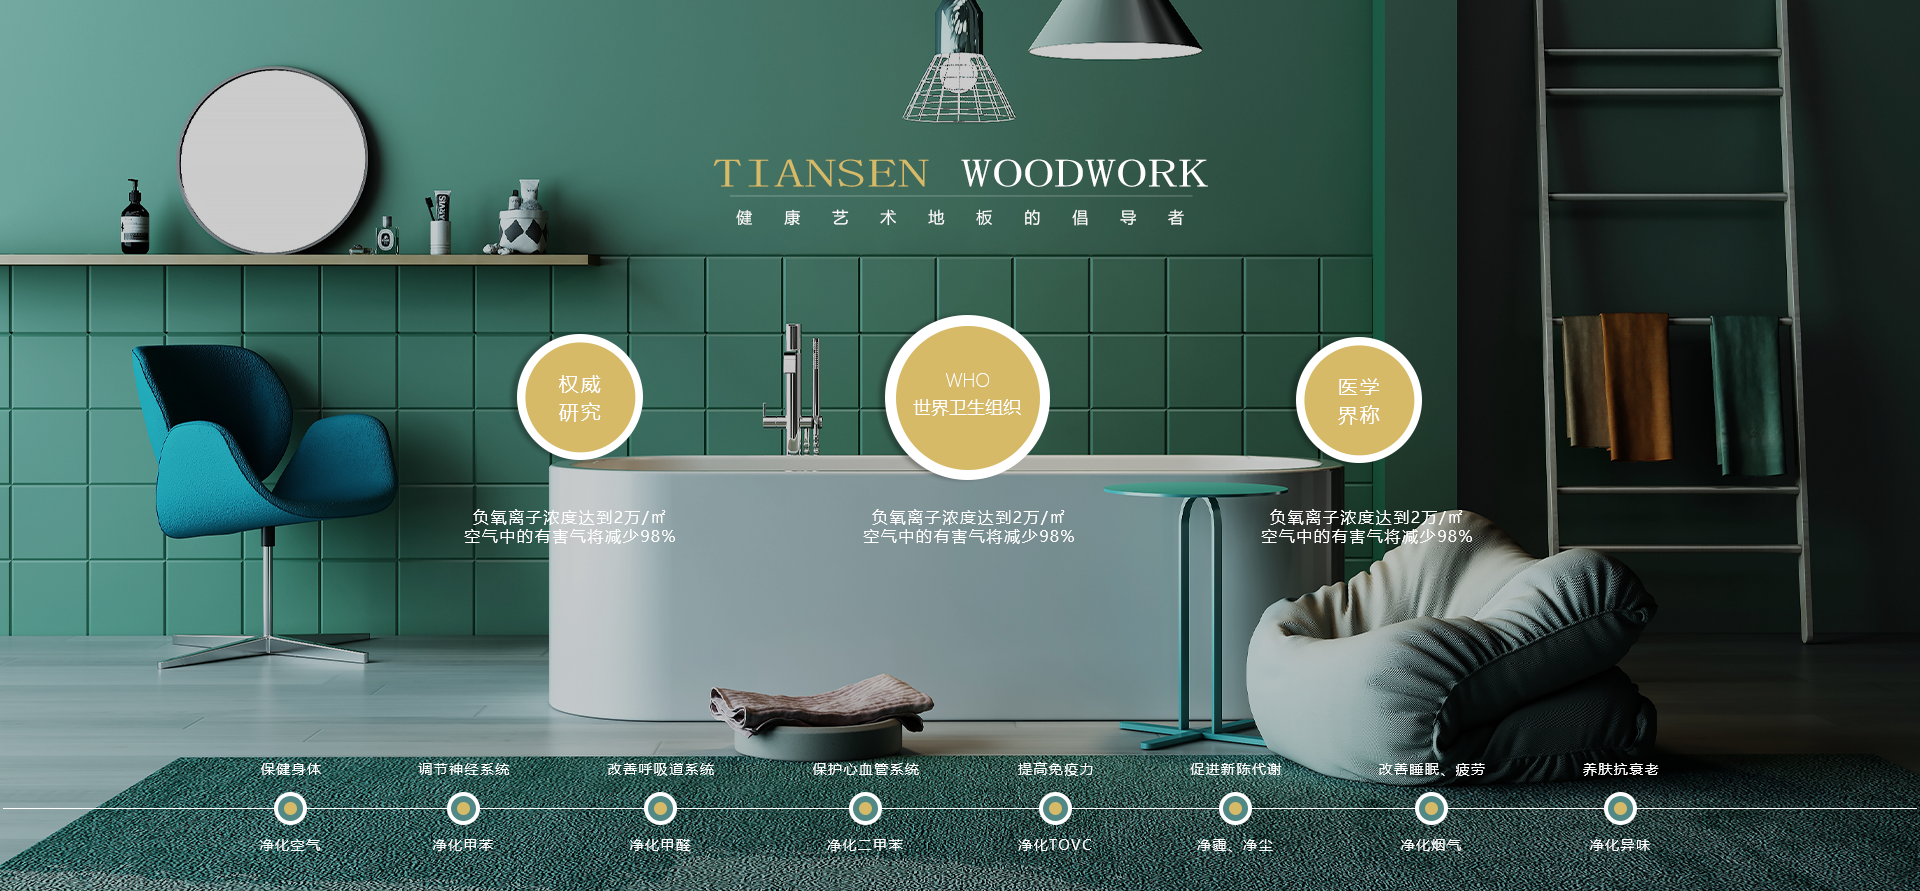 TIANSEN WOODWORK
健康艺术地板的倡导者
权威
研究
WHO
世界卫生组织
医学
界称
负氧离子浓度达到2万/㎡
空气中的有害气将减少98%
负氧离子浓度达到2万/㎡
空气中的有害气将减少98%
负氧离子浓度达到2万/㎡
空气中的有害气将减少98%
保健身体 调节神经系统 改善呼吸道系统 保护心血管系统 提高免疫力 促进新陈代谢 改善睡眠、疲劳 养肤抗衰老
净化空气 净化甲苯 净化甲醛 净化二甲苯 净化TOVC 净霾、净尘 净化烟气 净化异味